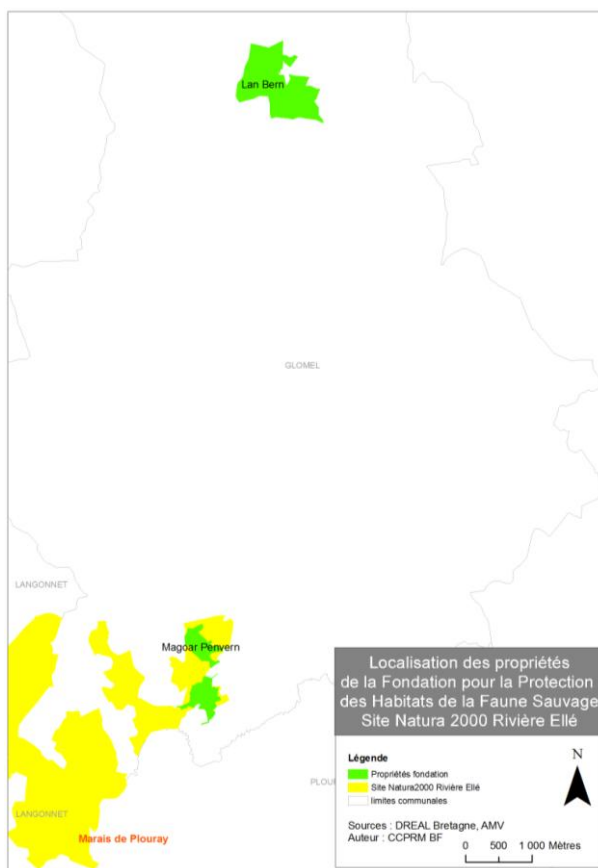 Lan Bern
GLOMEL
LANGONNET
Magoar Penvern
Localisation des propriétés
de la Fondation pour la Protection
des Habitats de la Faune Sauvage
Site Natura 2000 Rivière Ellé
Légende
Propriétés fondation
Site Natura2000 Rivière Ellé
limites communales
N
Sources : DREAL Bretagne, AMV
Auteur : CCPRM BF
0 500 1 000 Mètres
LANGONNET
Marais de Plouray